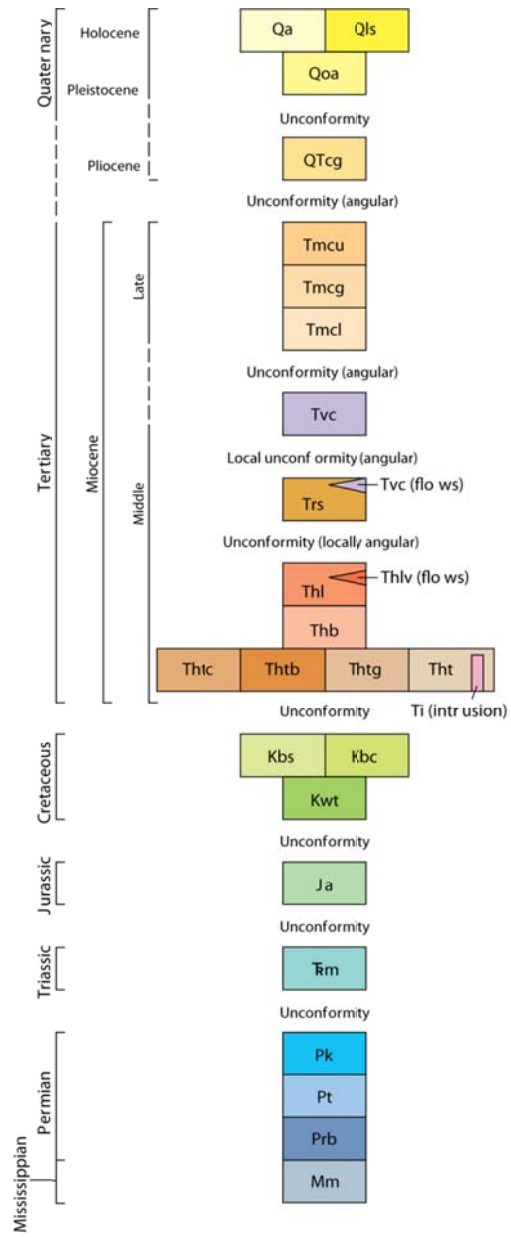 Quaternary
Holocene
Qa
Qls
Pleistocene
Qoa
Unconformity
Pliocene
QTcg
Unconformity (angular)
Tertiary
Miocene
Late
Tmcu
Tmcg
Tmcl
Unconformity (angular)
Middle
Tvc
Local unconformity (angular)
Trs
Tvc (flows)
Unconformity (locally angular)
Thl
Thlv (flows)
Thb
Thtc
Thtb
Thtg
Tht
Unconformity
Ti (intrusion)
Cretaceous
Kbs
Kbc
Kwt
Unconformity
Jurassic
Ja
Unconformity
Triassic
Ŧm
Unconformity
Permian
Pk
Pt
Prb
Mississippian
Mm